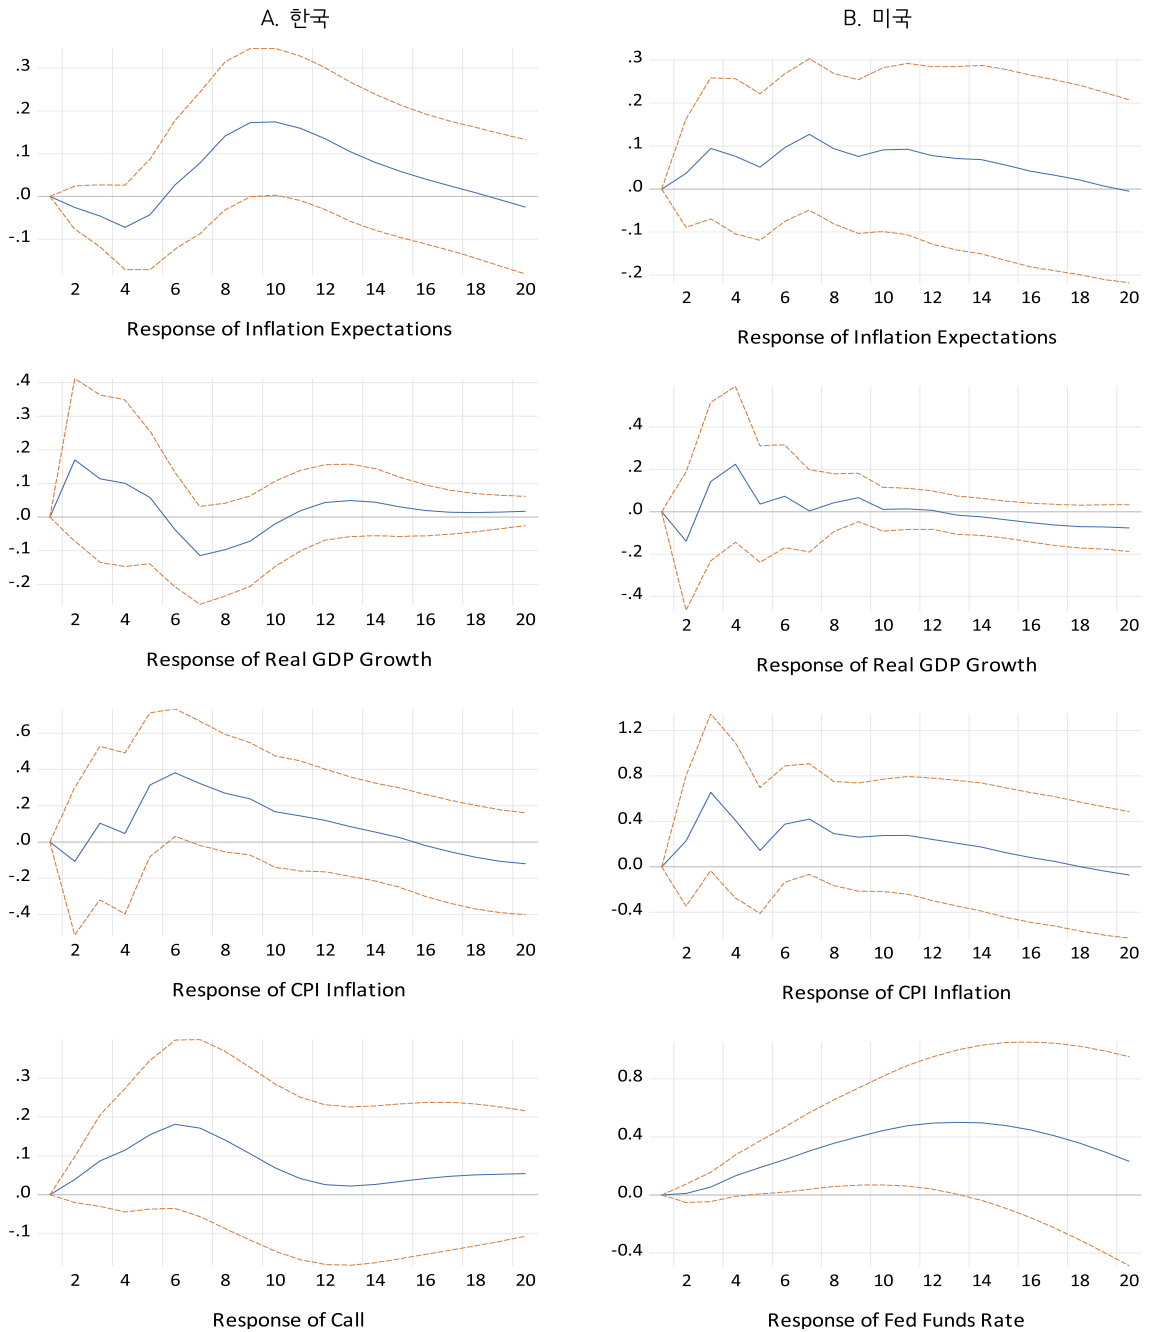 A. 한국
.3
.2
.1
.0
-.1
2 4 6 8 10 12 14 16 18 20
Response of Inflation Expectations
.4
.3
.2
.1
.0
-.1
-.2
2 4 6 8 10 12 14 16 18 20
Response of Real GDP Growth
.6
.4
.2
.0
-.2
-.4
2 4 6 8 10 12 14 16 18 20
Response of CPI Inflation
.3
.2
.1
.0
-.1
2 4 6 8 10 12 14 16 18 20
Response of Call
B. 미국
.3
.2
.1
.0
-.1
-.2
2 4 6 8 10 12 14 16 18 20
Response of Inflation Expectations
.4
.2
.0
-.2
-.4
2 4 6 8 10 12 14 16 18 20
Response of Real GDP Growth
1.2
0.8
0.4
0.0
-0.4
2 4 6 8 10 12 14 16 18 20
Response of CPI Inflation
0.8
0.4
0.0
-0.4
2 4 6 8 10 12 14 16 18 20
Response of Fed Funds Rate